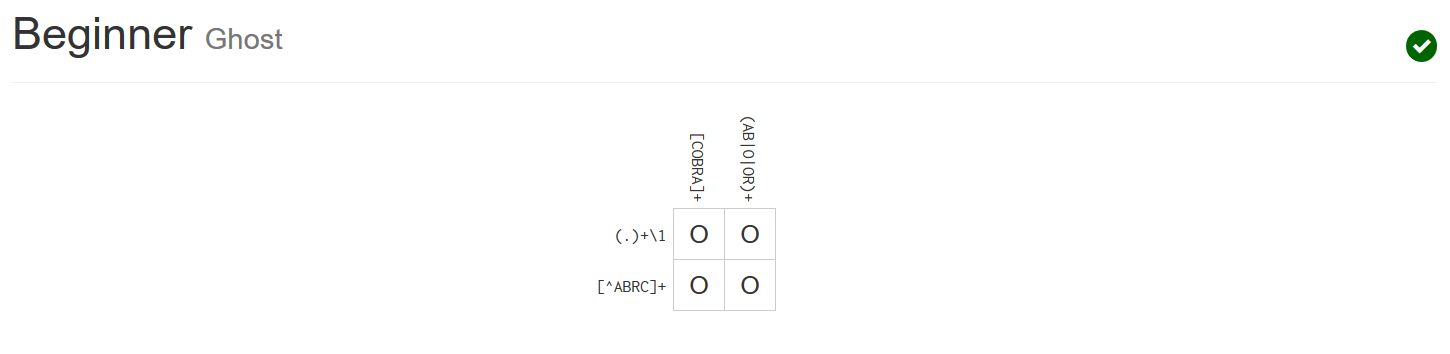 Beginner Ghost
[COBRA]+
(AB|O|OR)+
(.)+\1 O O
[^ABRC]+ O O